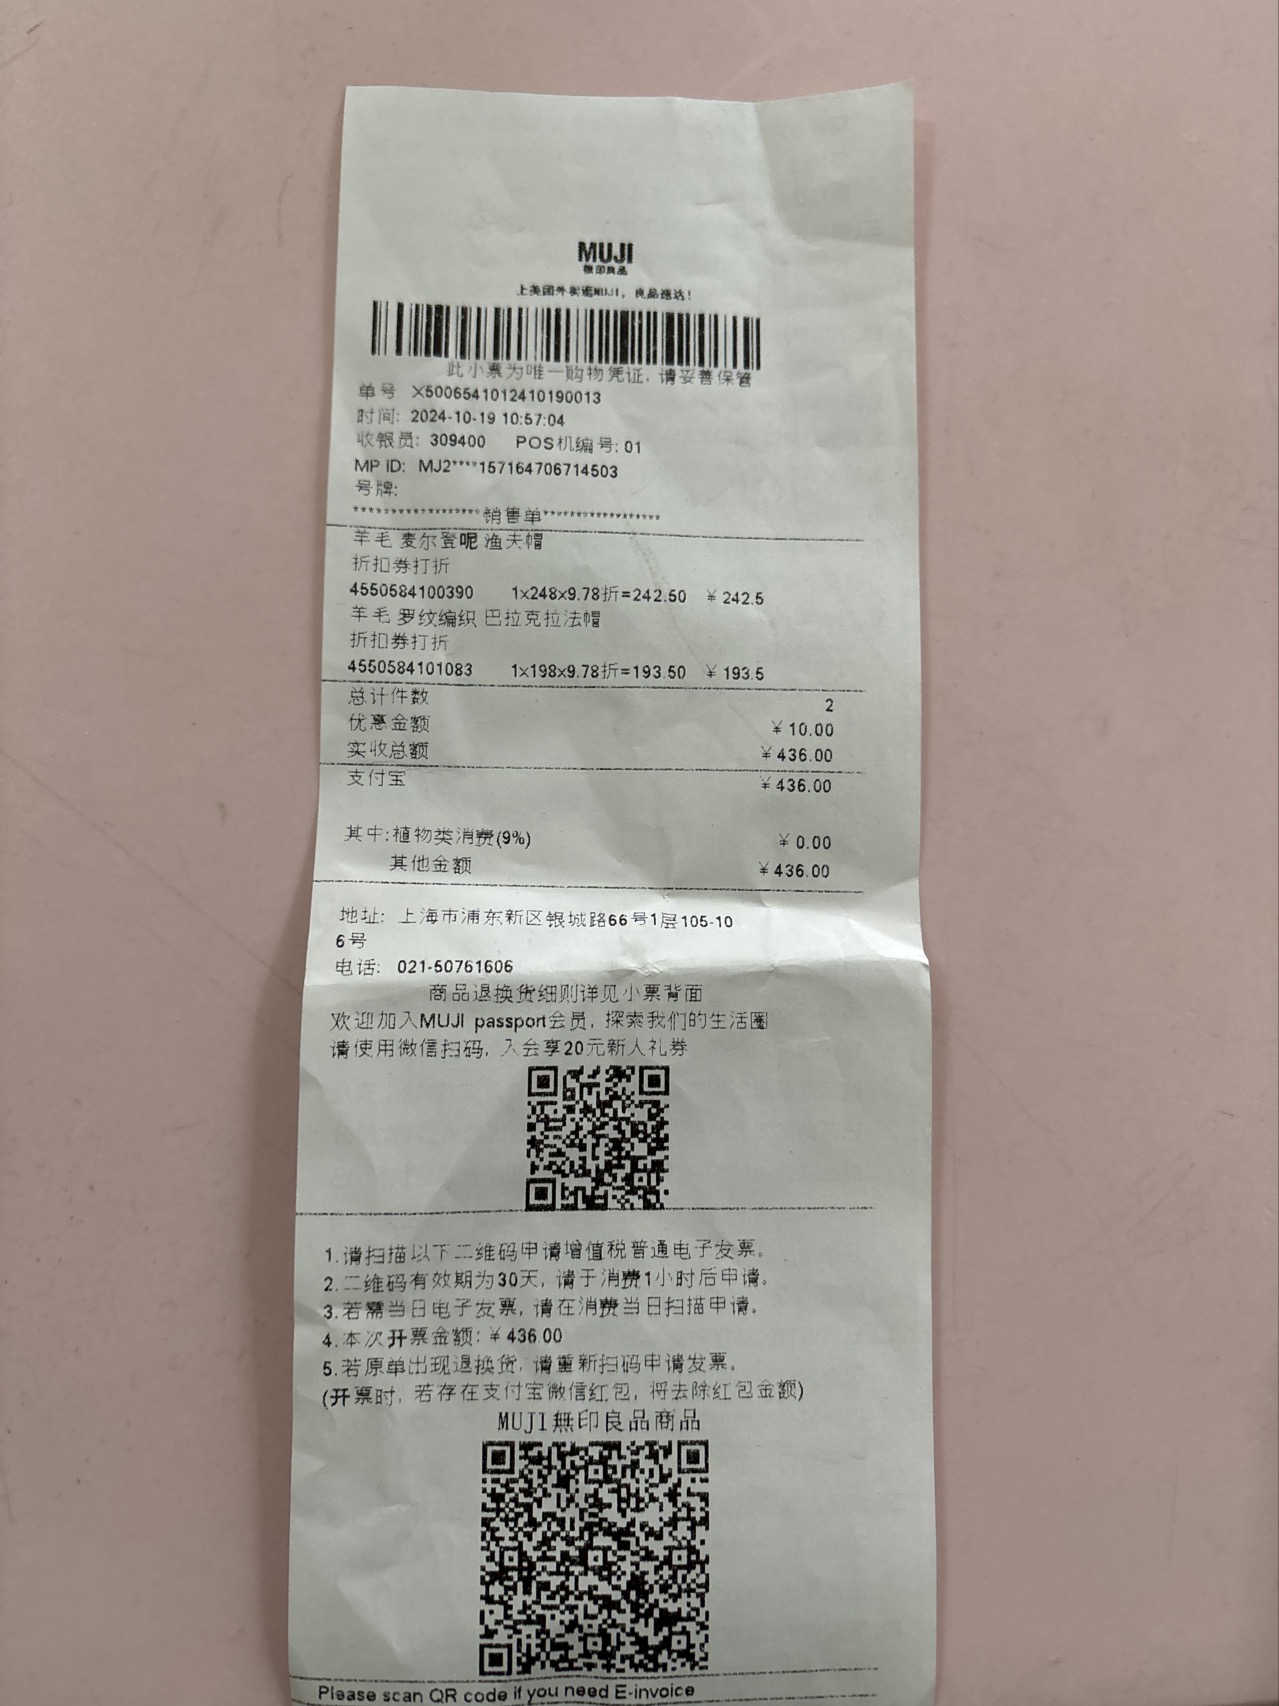 MUJI
無印良品
上美团外卖逛MUJI，良品速达！
此小票为唯一购物凭证，请妥善保管
单号 X5006541012410190013
时间: 2024-10-19 10:57:04
收银员: 309400 POS机编号: 01
MP ID: MJ2****157164706714503
号牌:
******************销售单******************
羊毛 麦尔登呢 渔夫帽
折扣券打折
4550584100390 1x248x9.78折=242.50 ￥242.5
羊毛 罗纹编织 巴拉克拉法帽
折扣券打折
4550584101083 1x198x9.78折=193.50 ￥193.5
总计件数 2
优惠金额 ￥10.00
实收总额 ￥436.00
支付宝 ￥436.00
其中:植物类消费(9%) ￥0.00
其他金额 ￥436.00
地址: 上海市浦东新区银城路66号1层105-10
6号
电话: 021-50761606
商品退换货细则详见小票背面
欢迎加入MUJI passport会员，探索我们的生活圈
请使用微信扫码，入会享20元新人礼券
1.请扫描以下二维码申请增值税普通电子发票。
2.二维码有效期为30天，请于消费1小时后申请。
3.若需当日电子发票，请在消费当日扫描申请。
4.本次开票金额: ￥436.00
5.若原单出现退换货，请重新扫码申请发票。
(开票时，若存在支付宝微信红包，将去除红包金额)
MUJI無印良品商品
Please scan QR code if you need E-invoice